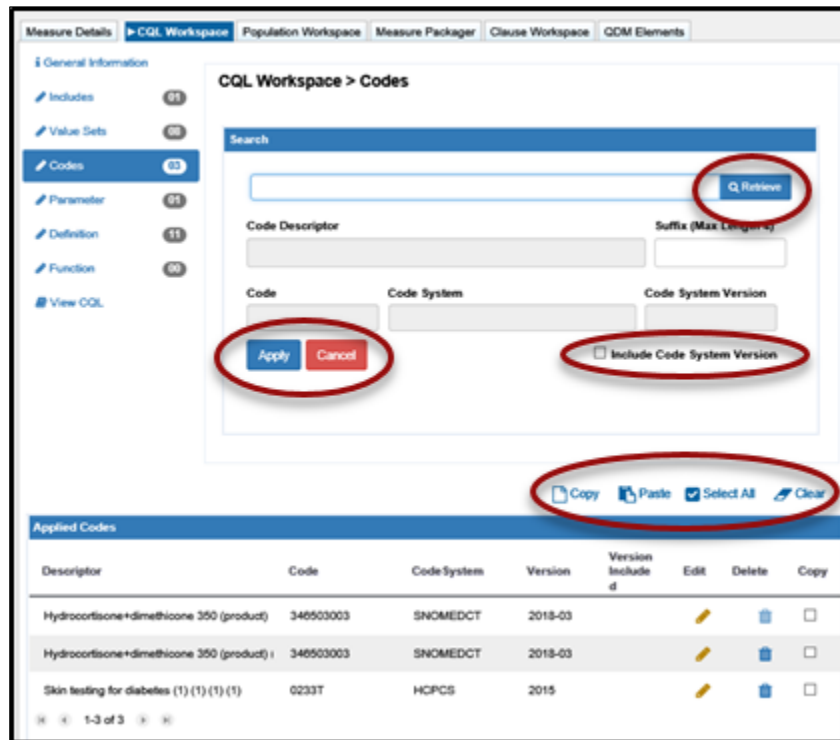 Measure Details ▸CQL Workspace Population Workspace Measure Packager Clause Workspace QDM Elements
General Information
CQL Workspace > Codes
Includes 01
Value Sets 08
Search
Codes 03
Retrieve
Parameter 01
Code Descriptor Suffix (Max Length 4)
Definition 11
Function 00
Code Code System Code System Version
View CQL
Apply Cancel Include Code System Version
Copy Paste Select All Clear
Applied Codes
Descriptor Code CodeSystem Version Version Include d Edit Delete Copy
Hydrocortisone+dimethicone 350 (product) 346503003 SNOMEDCT 2018-03
Hydrocortisone+dimethicone 350 (product) ( 346503003 SNOMEDCT 2018-03
Skin testing for diabetes (1) (1) (1) (1) 0233T HCPCS 2015
1-3 of 3